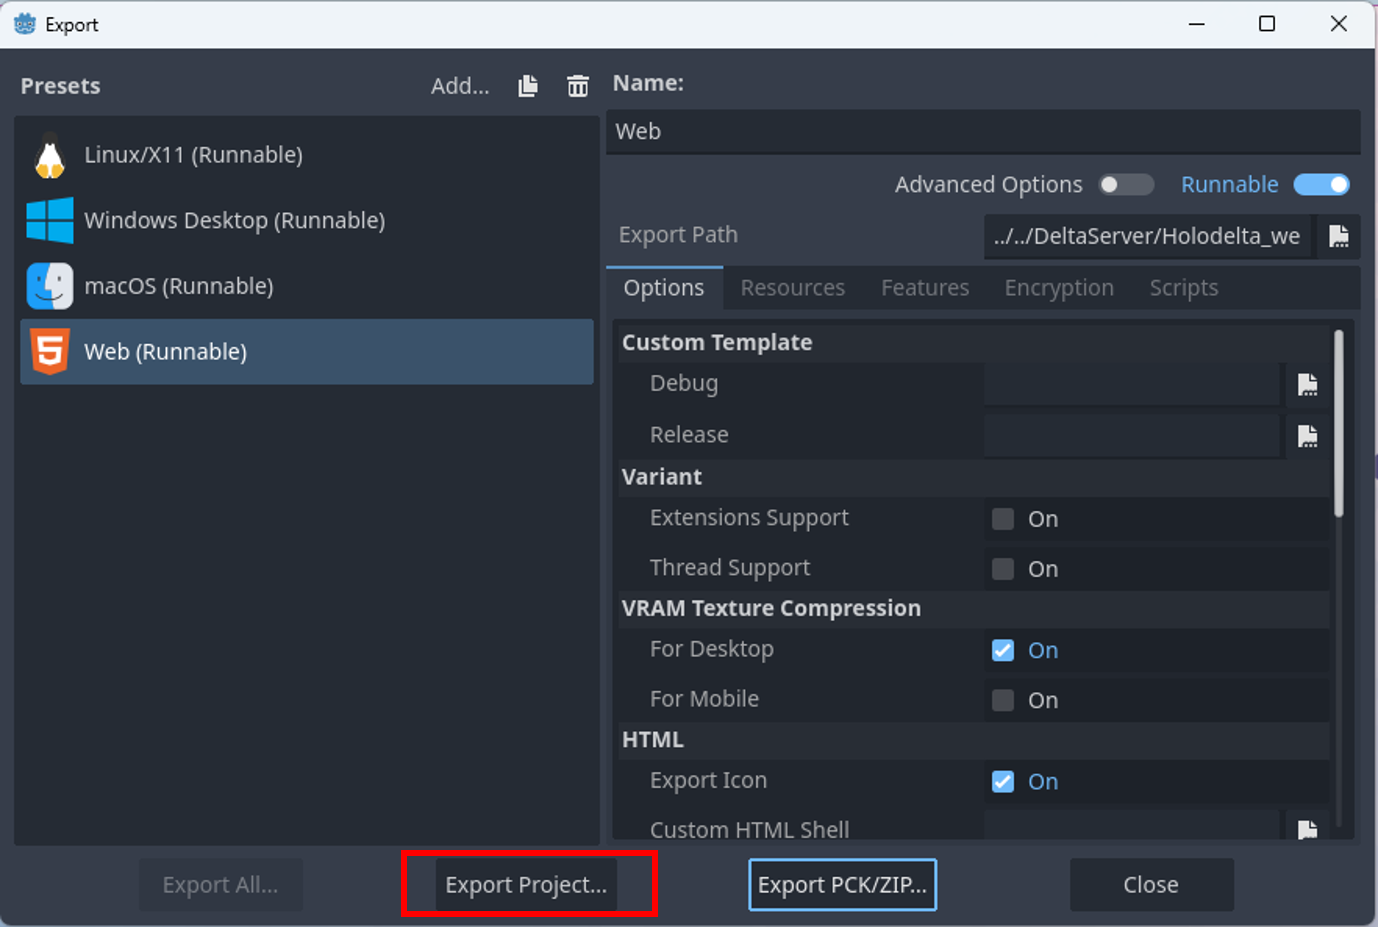 Export
Presets
Add...
Linux/X11 (Runnable)
Windows Desktop (Runnable)
macOS (Runnable)
Web (Runnable)
Export All...
Export Project...
Name:
Web
Advanced Options
Runnable
Export Path
../../DeltaServer/Holodelta_we
Options Resources Features Encryption Scripts
Custom Template
Debug
Release
Variant
Extensions Support On
Thread Support On
VRAM Texture Compression
For Desktop On
For Mobile On
HTML
Export Icon On
Custom HTML Shell
Export PCK/ZIP...
Close